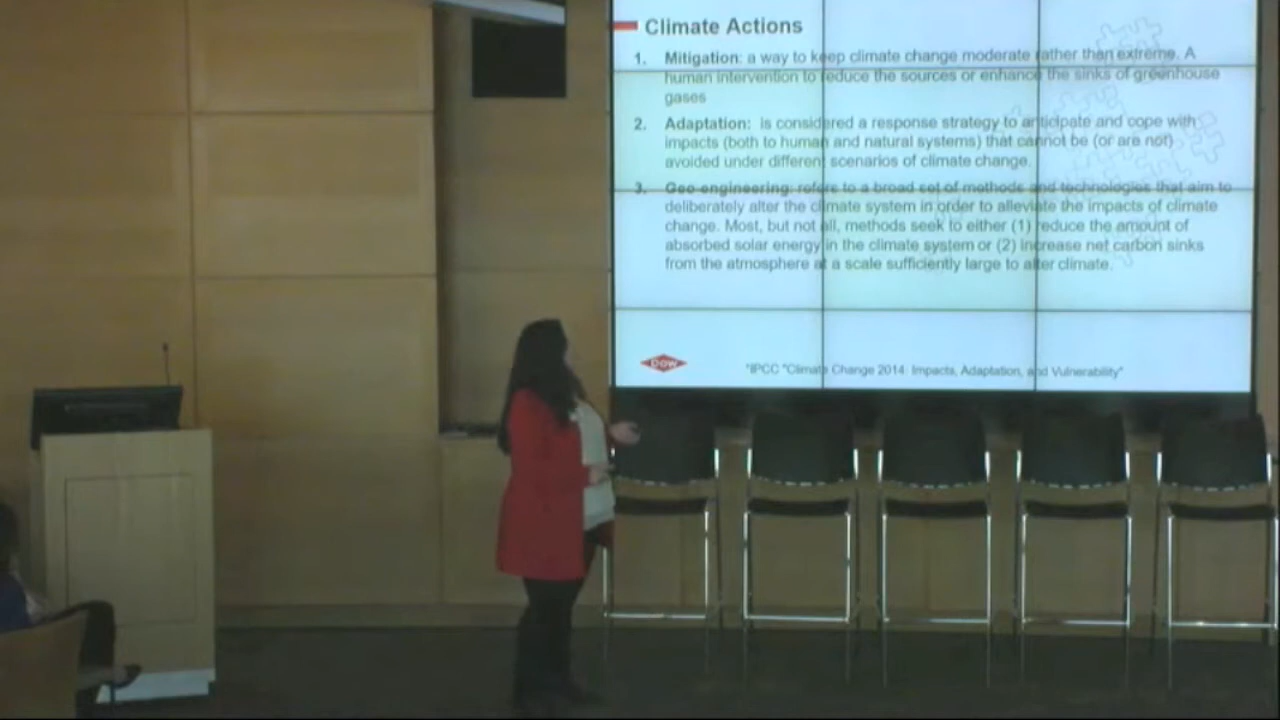 Climate Actions
1. Mitigation: a way to keep climate change moderate rather than extreme. A
human intervention to reduce the sources or enhance the sinks of greenhouse
gases
2. Adaptation: is considered a response strategy to anticipate and cope with
impacts (both to human and natural systems) that cannot be (or are not)
avoided under different scenarios of climate change.
3. Geo-engineering: refers to a broad set of methods and technologies that aim to
deliberately alter the climate system in order to alleviate the impacts of climate
change. Most, but not all, methods seek to either (1) reduce the amount of
absorbed solar energy in the climate system or (2) increase net carbon sinks
from the atmosphere at a scale sufficiently large to alter climate.
Dow
*IPCC "Climate Change 2014: Impacts, Adaptation, and Vulnerability"